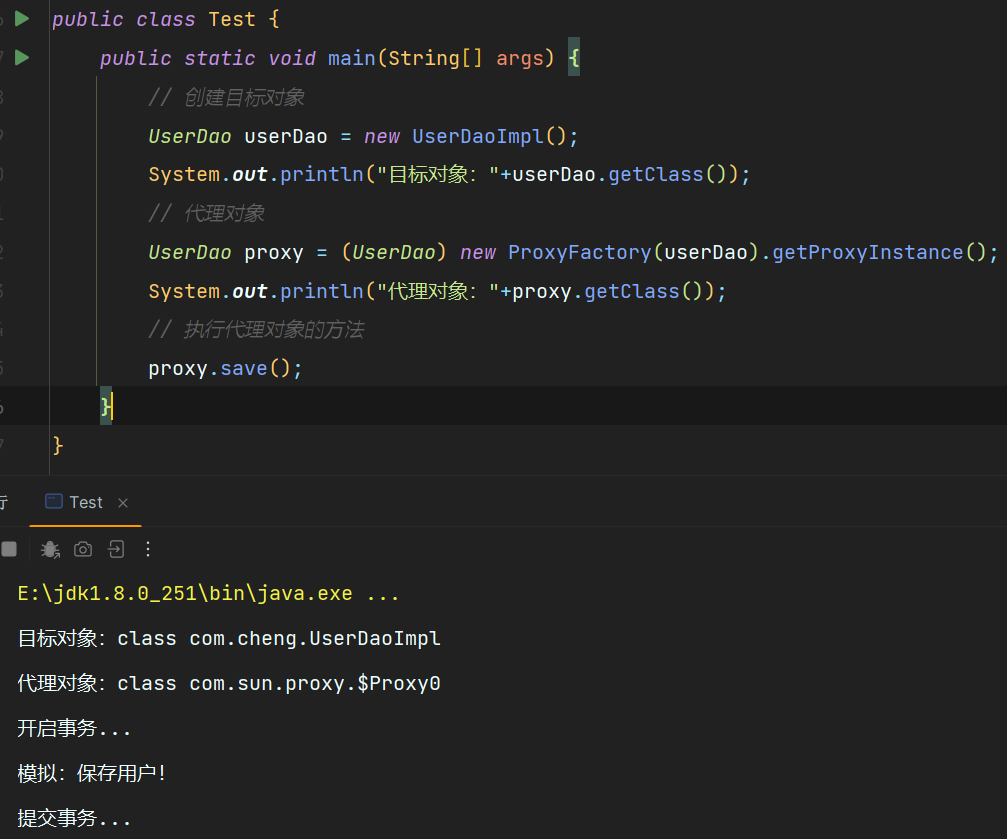 public class Test {
public static void main(String[] args) {
// 创建目标对象
UserDao userDao = new UserDaoImpl();
System.out.println("目标对象："+userDao.getClass());
// 代理对象
UserDao proxy = (UserDao) new ProxyFactory(userDao).getProxyInstance();
System.out.println("代理对象："+proxy.getClass());
// 执行代理对象的方法
proxy.save();
}
}
Test
E:\jdk1.8.0_251\bin\java.exe ...
目标对象：class com.cheng.UserDaoImpl
代理对象：class com.sun.proxy.$Proxy0
开启事务...
模拟：保存用户！
提交事务...